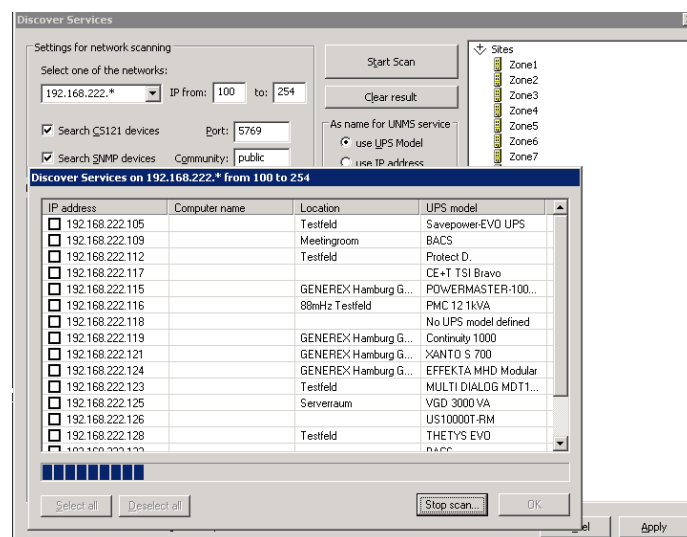 Discover Services
Settings for network scanning
Select one of the networks:
192.168.222.* IP from: 100 to: 254
Search CS121 devices Port: 5769
Search SNMP devices Community: public
Start Scan
Clear result
As name for UNMS service
use UPS Model
use IP address
Sites
Zone1
Zone2
Zone3
Zone4
Zone5
Zone6
Zone7
Discover Services on 192.168.222.* from 100 to 254
IP address Computer name Location UPS model
192.168.222.105 Testfeld Savepower-EVO UPS
192.168.222.109 Meetingroom BACS
192.168.222.112 Testfeld Protect D.
192.168.222.117 CE+T TSI Bravo
192.168.222.115 GENEREX Hamburg G... POWERMASTER-100...
192.168.222.116 88mHz Testfeld PMC 12 1kVA
192.168.222.118 No UPS model defined
192.168.222.119 GENEREX Hamburg G... Continuity 1000
192.168.222.121 GENEREX Hamburg G... XANTO S 700
192.168.222.124 GENEREX Hamburg G... EFFEKTA MHD Modular
192.168.222.123 Testfeld MULTI DIALOG MDT1...
192.168.222.125 Serverraum VGD 3000 VA
192.168.222.126 US10000T-RM
192.168.222.128 Testfeld THETYS EVO
BACS
Select all Deselect all Stop scan... OK
Apply